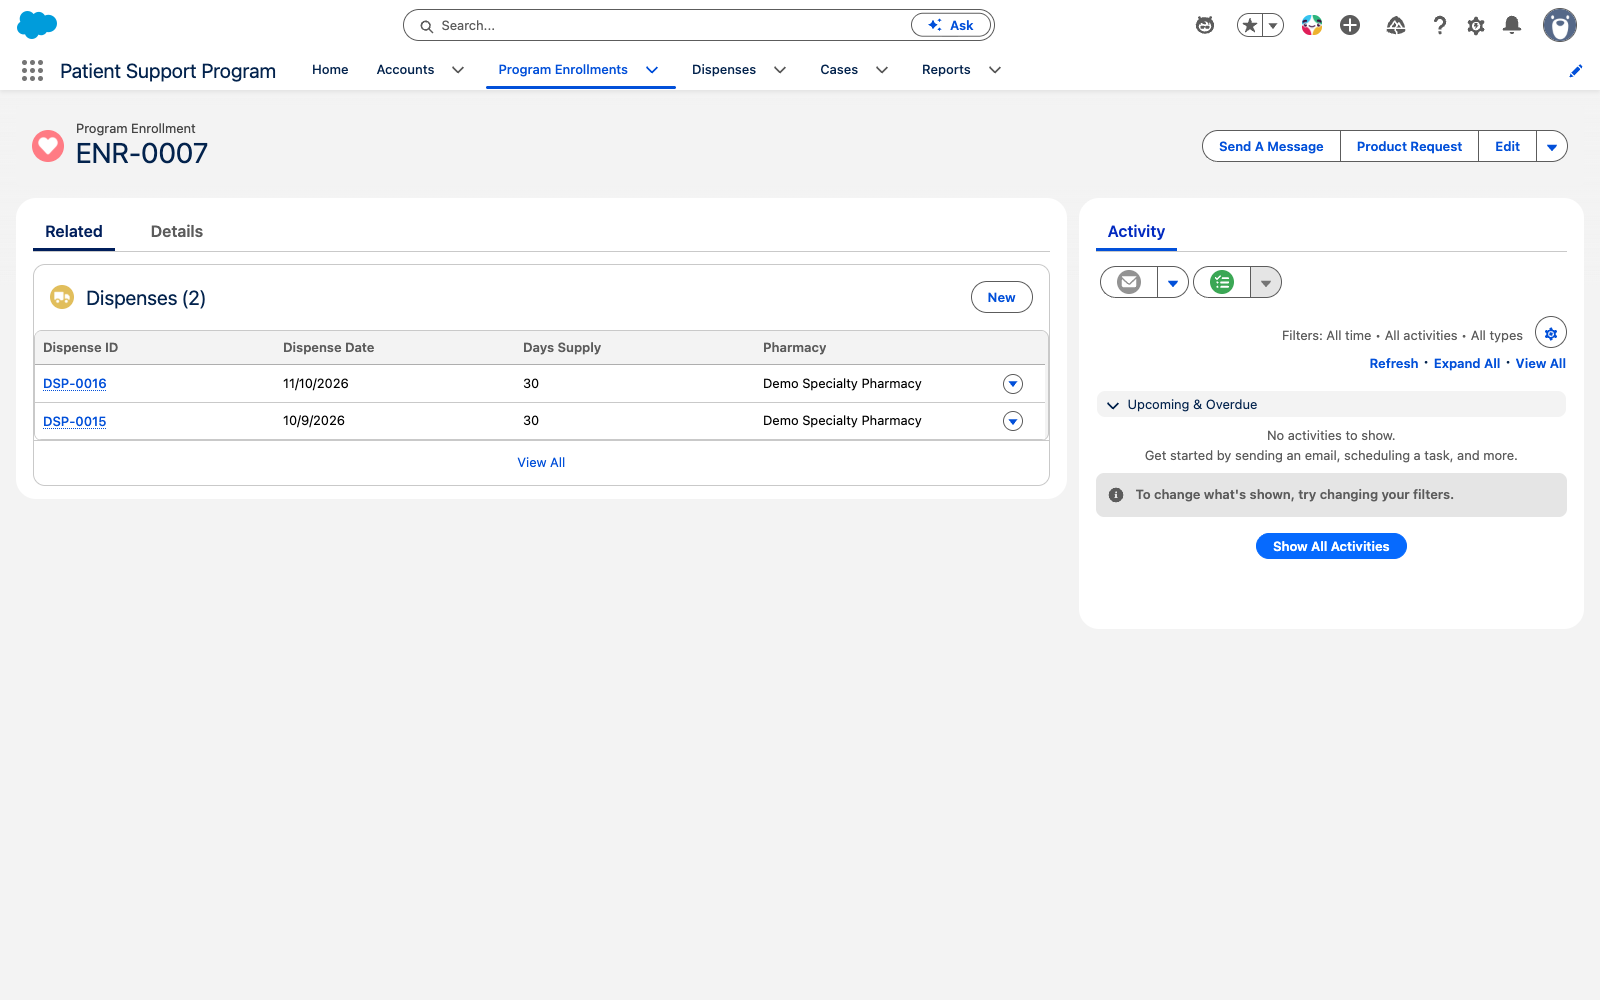 Search...
Ask
Patient Support Program
Home
Accounts
Program Enrollments
Dispenses
Cases
Reports
Program Enrollment
ENR-0007
Send A Message
Product Request
Edit
Related
Details
Dispenses (2)
New
Dispense ID Dispense Date Days Supply Pharmacy
DSP-0016 11/10/2026 30 Demo Specialty Pharmacy
DSP-0015 10/9/2026 30 Demo Specialty Pharmacy
View All
Activity
Filters: All time • All activities • All types
Refresh • Expand All • View All
Upcoming & Overdue
No activities to show.
Get started by sending an email, scheduling a task, and more.
To change what's shown, try changing your filters.
Show All Activities